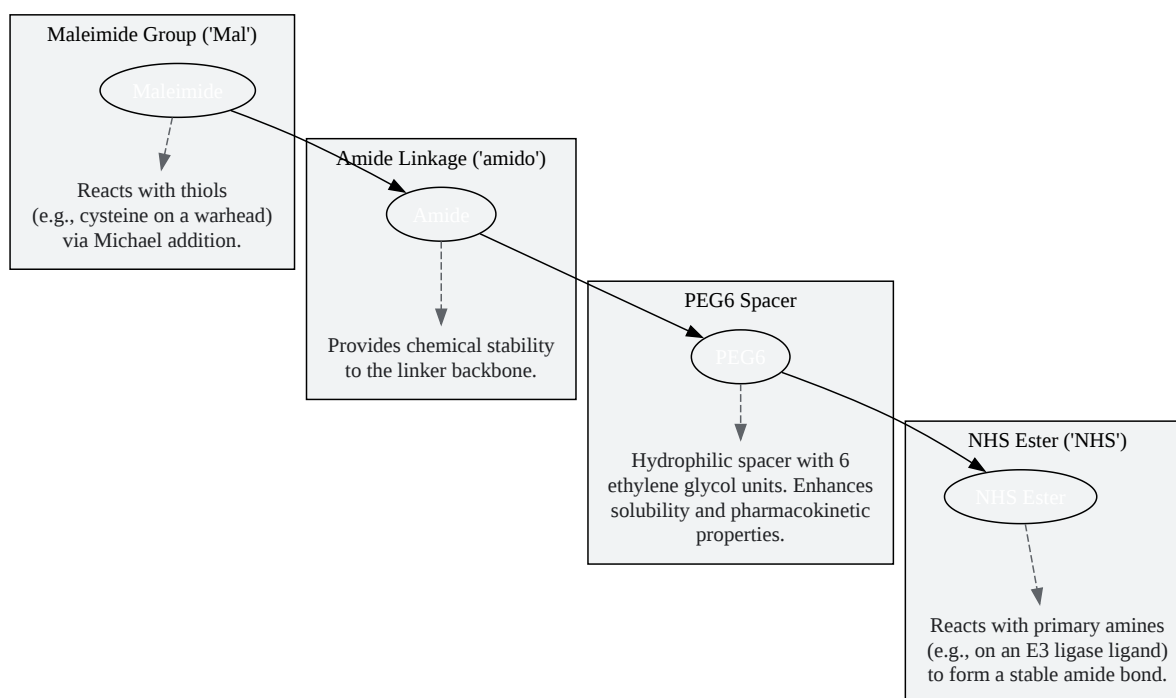 Maleimide Group ('Mal')
Maleimide
Reacts with thiols
(e.g., cysteine on a warhead)
via Michael addition.
Amide Linkage ('amido')
Amide
Provides chemical stability
to the linker backbone.
PEG6 Spacer
PEG6
Hydrophilic spacer with 6
ethylene glycol units. Enhances
solubility and pharmacokinetic
properties.
NHS Ester ('NHS')
NHS Ester
Reacts with primary amines
(e.g., on an E3 ligase ligand)
to form a stable amide bond.